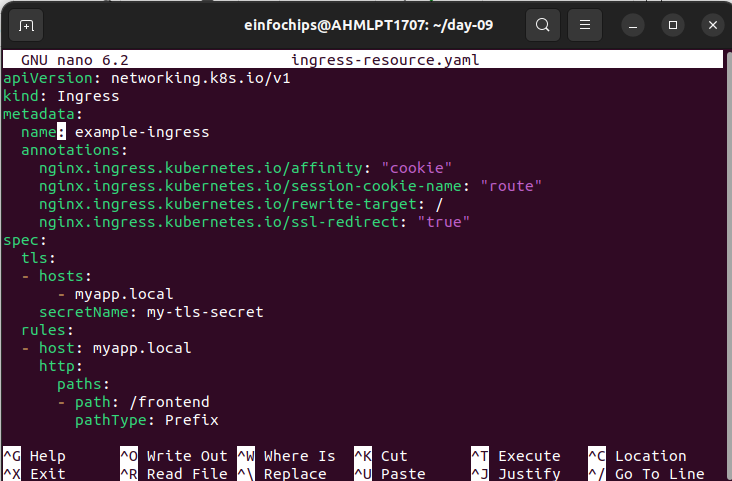 einfochips@AHMLPT1707: ~/day-09
GNU nano 6.2 ingress-resource.yaml
apiVersion: networking.k8s.io/v1
kind: Ingress
metadata:
  name: example-ingress
  annotations:
    nginx.ingress.kubernetes.io/affinity: "cookie"
    nginx.ingress.kubernetes.io/session-cookie-name: "route"
    nginx.ingress.kubernetes.io/rewrite-target: /
    nginx.ingress.kubernetes.io/ssl-redirect: "true"
spec:
  tls:
  - hosts:
      - myapp.local
    secretName: my-tls-secret
  rules:
  - host: myapp.local
    http:
      paths:
      - path: /frontend
        pathType: Prefix
^G Help ^O Write Out ^W Where Is ^K Cut ^T Execute ^C Location
^X Exit ^R Read File ^\ Replace ^U Paste ^J Justify ^/ Go To Line